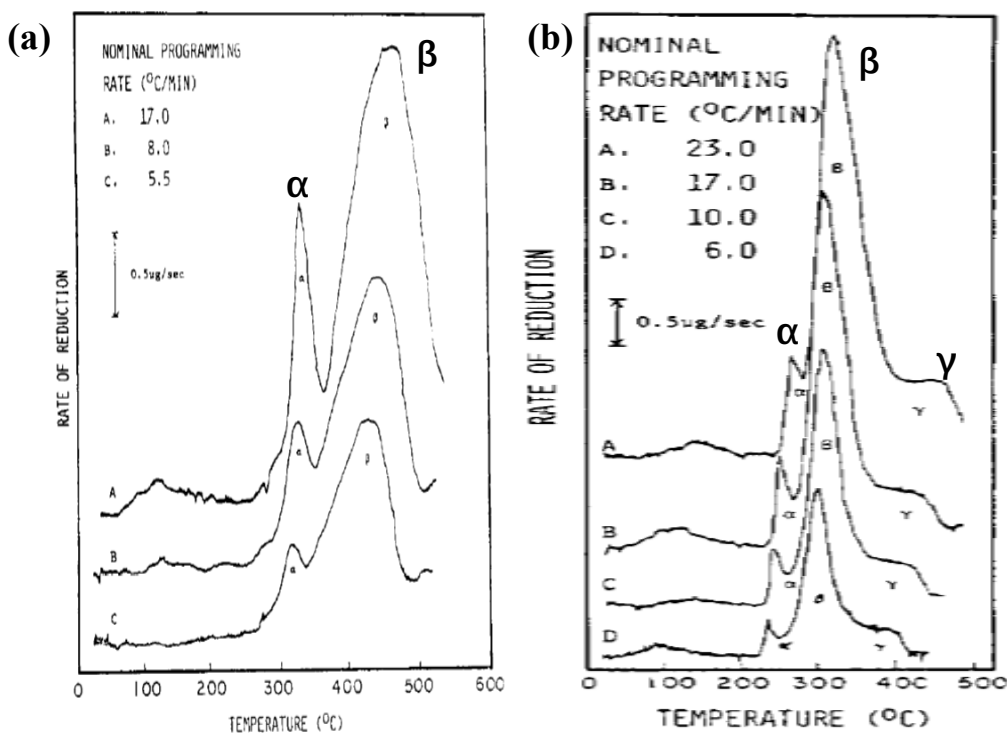 (a)
NOMINAL PROGRAMMING
RATE (°C/MIN)
A. 17.0
B. 8.0
C. 5.5
0.5ug/sec
α
β
α
β
α
β
α
β
A
B
C
RATE OF REDUCTION
0 100 200 300 400 500 600
TEMPERATURE (°C)
(b)
NOMINAL
PROGRAMMING
RATE (°C/MIN)
A. 23.0
B. 17.0
C. 10.0
D. 6.0
0.5ug/sec
α
β
γ
α
β
γ
α
β
γ
α
β
γ
α
β
γ
A
B
C
D
RATE OF REDUCTION
0 100 200 300 400 500
TEMPERATURE (°C)